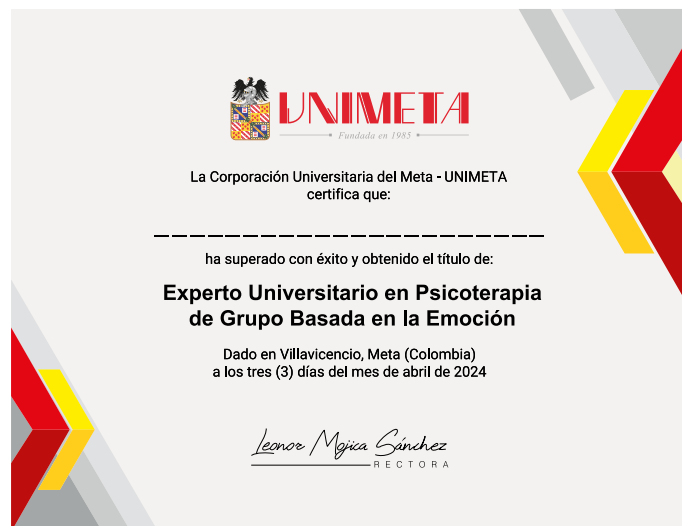 UNIMETA
Fundada en 1985
La Corporación Universitaria del Meta - UNIMETA
certifica que:
ha superado con éxito y obtenido el título de:
Experto Universitario en Psicoterapia
de Grupo Basada en la Emoción
Dado en Villavicencio, Meta (Colombia)
a los tres (3) días del mes de abril de 2024
Leonor Mojica Sánchez
RECTORA